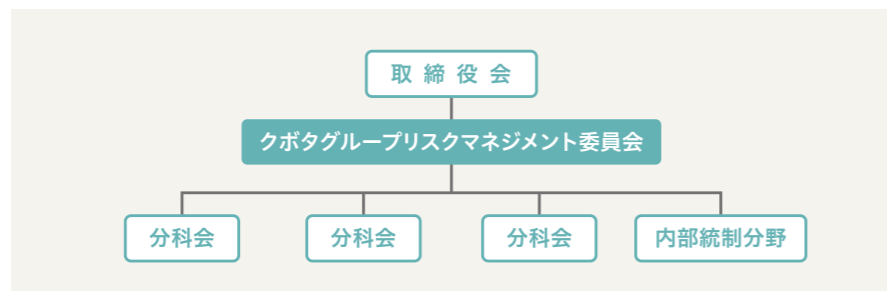 取締役会
クボタグループリスクマネジメント委員会
分科会
分科会
分科会
内部統制分野